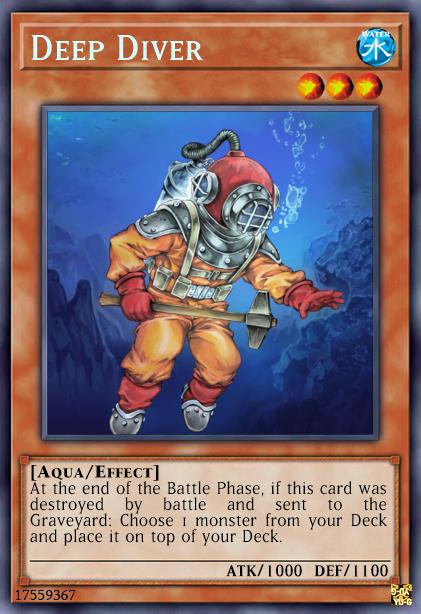 DEEP DIVER
WATER
水
[AQUA/EFFECT]
At the end of the Battle Phase, if this card was
destroyed by battle and sent to the
Graveyard: Choose 1 monster from your Deck
and place it on top of your Deck.
ATK/1000 DEF/1100
17559367